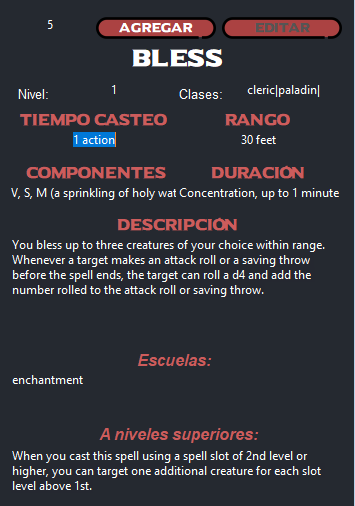 5 AGREGAR EDITAR
BLESS
Nivel: 1 Clases: cleric|paladin|
TIEMPO CASTEO RANGO
1 action 30 feet
COMPONENTES DURACIÓN
V, S, M (a sprinkling of holy wat Concentration, up to 1 minute
DESCRIPCIÓN
You bless up to three creatures of your choice within range.
Whenever a target makes an attack roll or a saving throw
before the spell ends, the target can roll a d4 and add the
number rolled to the attack roll or saving throw.
Escuelas:
enchantment
A niveles superiores:
When you cast this spell using a spell slot of 2nd level or
higher, you can target one additional creature for each slot
level above 1st.